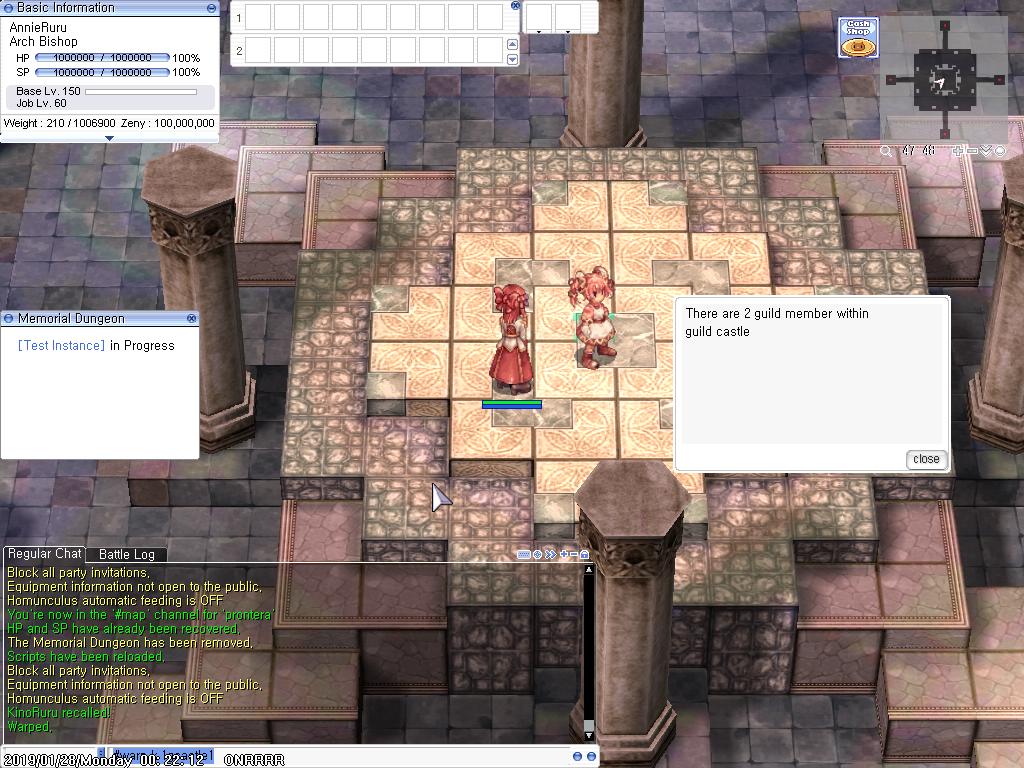 Basic Information
AnnieRuru
Arch Bishop
HP 1000000 / 1000000 100%
SP 1000000 / 1000000 100%
Base Lv. 150
Job Lv. 60
Weight : 210 / 1006900 Zeny : 100,000,000
1
2
Cash Shop
47 48
Memorial Dungeon
[Test Instance] in Progress
There are 2 guild member within
guild castle
close
Regular Chat Battle Log
Block all party invitations.
Equipment information not open to the public.
Homunculus automatic feeding is OFF
You're now in the '#map' channel for 'prontera'
HP and SP have already been recovered.
The Memorial Dungeon has been removed.
Scripts have been reloaded.
Block all party invitations.
Equipment information not open to the public.
Homunculus automatic feeding is OFF
KinoRuru recalled!
Warped.
2019/01/28/Monday 00:22:12 ONRRRR